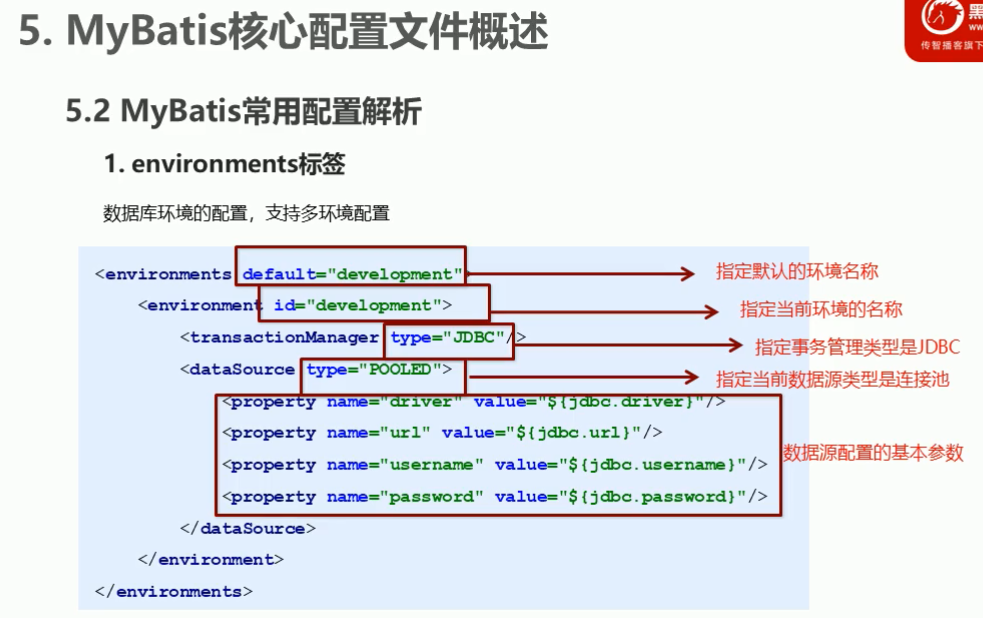 5. MyBatis核心配置文件概述
传智播客旗下
5.2 MyBatis常用配置解析
1. environments标签
数据库环境的配置，支持多环境配置
<environments default="development"
指定默认的环境名称
<environment id="development">
指定当前环境的名称
<transactionManager type="JDBC"/>
指定事务管理类型是JDBC
<dataSource type="POOLED">
指定当前数据源类型是连接池
<property name="driver" value="${jdbc.driver}"/>
<property name="url" value="${jdbc.url}"/>
数据源配置的基本参数
<property name="username" value="${jdbc.username}"/>
<property name="password" value="${jdbc.password}"/>
</dataSource>
</environment>
</environments>